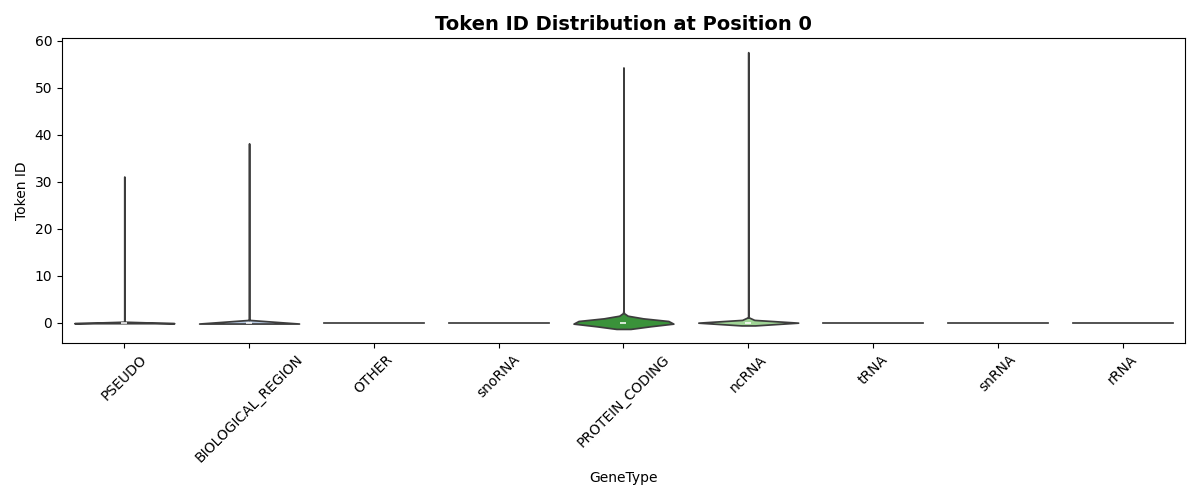 Token ID Distribution at Position 0
60
50
40
30
20
10
0
Token ID
PSEUDO
BIOLOGICAL_REGION
OTHER
snoRNA
PROTEIN_CODING
ncRNA
tRNA
snRNA
rRNA
GeneType